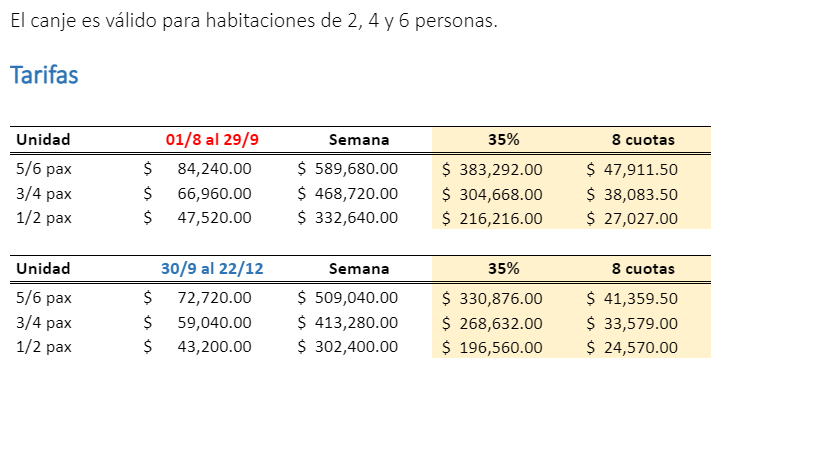 El canje es válido para habitaciones de 2, 4 y 6 personas.
Tarifas
Unidad 01/8 al 29/9 Semana 35% 8 cuotas
5/6 pax $ 84,240.00 $ 589,680.00 $ 383,292.00 $ 47,911.50
3/4 pax $ 66,960.00 $ 468,720.00 $ 304,668.00 $ 38,083.50
1/2 pax $ 47,520.00 $ 332,640.00 $ 216,216.00 $ 27,027.00
Unidad 30/9 al 22/12 Semana 35% 8 cuotas
5/6 pax $ 72,720.00 $ 509,040.00 $ 330,876.00 $ 41,359.50
3/4 pax $ 59,040.00 $ 413,280.00 $ 268,632.00 $ 33,579.00
1/2 pax $ 43,200.00 $ 302,400.00 $ 196,560.00 $ 24,570.00